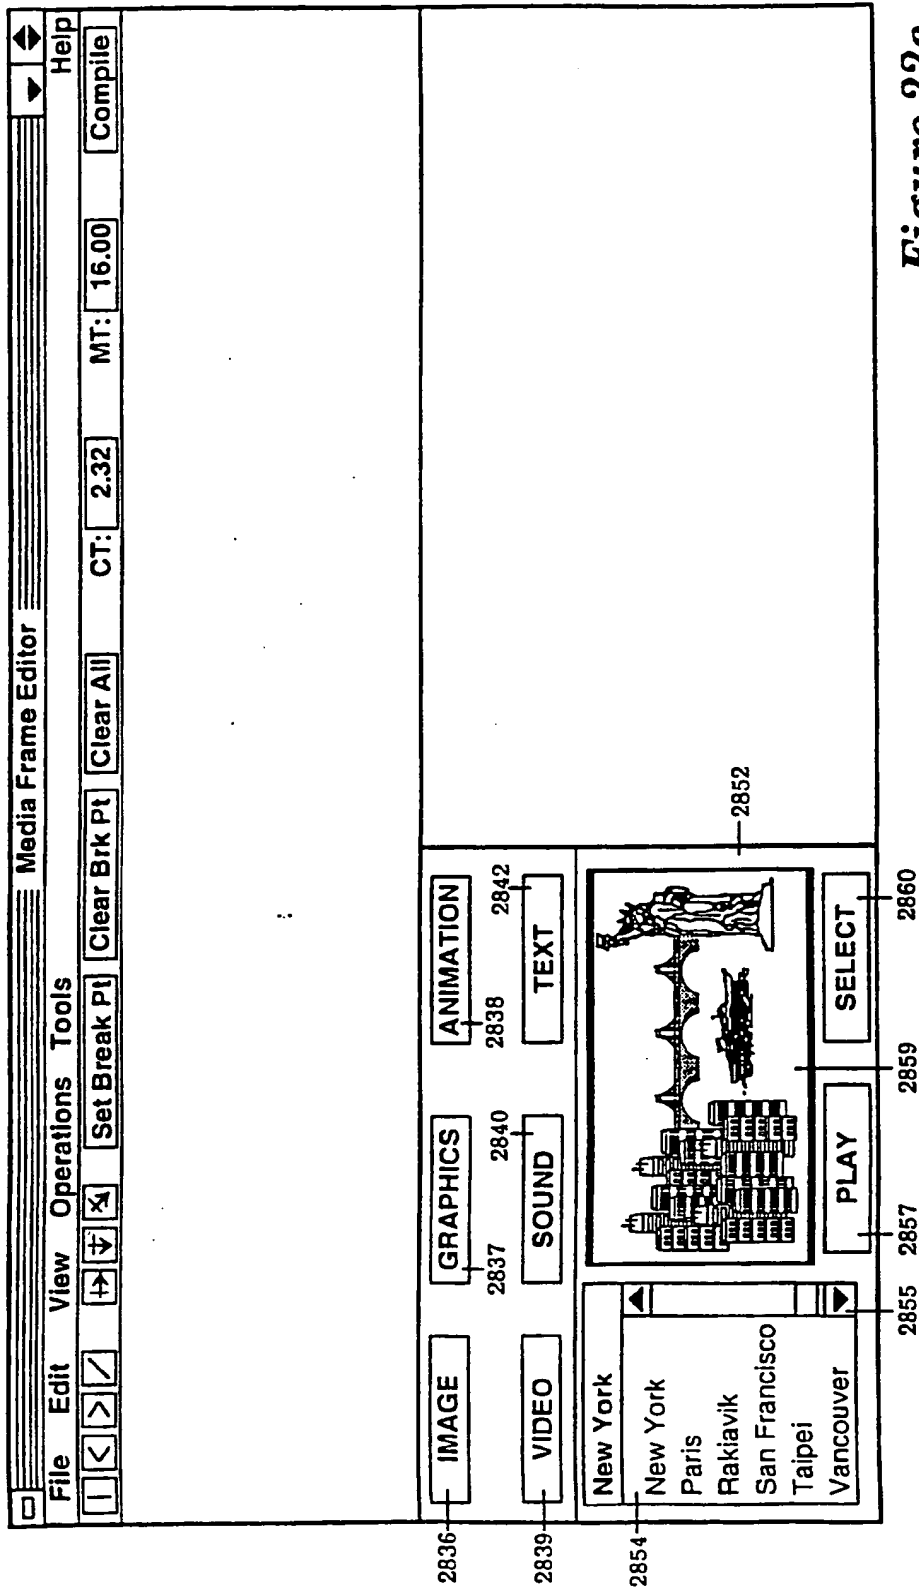 Media Frame Editor
File Edit View Operations Tools Help
Set Break Pt Clear Brk Pt Clear All CT: 2.32 MT: 16.00 Compile
2836 IMAGE GRAPHICS ANIMATION
2837 2838
2840 2842
2839 VIDEO SOUND TEXT
2854
New York
New York
Paris
Rakiavik
San Francisco
Taipei
Vancouver
2852
PLAY SELECT
2855 2857 2859 2860
Figure